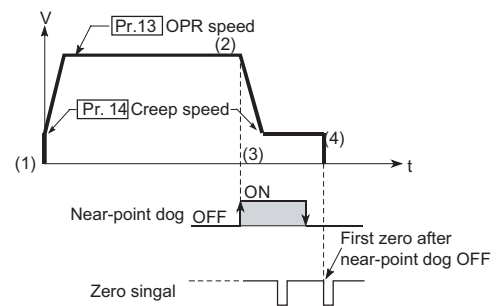 V
Pr.13 OPR speed
(2)
Pr. 14 Creep speed
(1)
(3)
(4)
t
ON
Near-point dog OFF
First zero after
near-point dog OFF
Zero singal